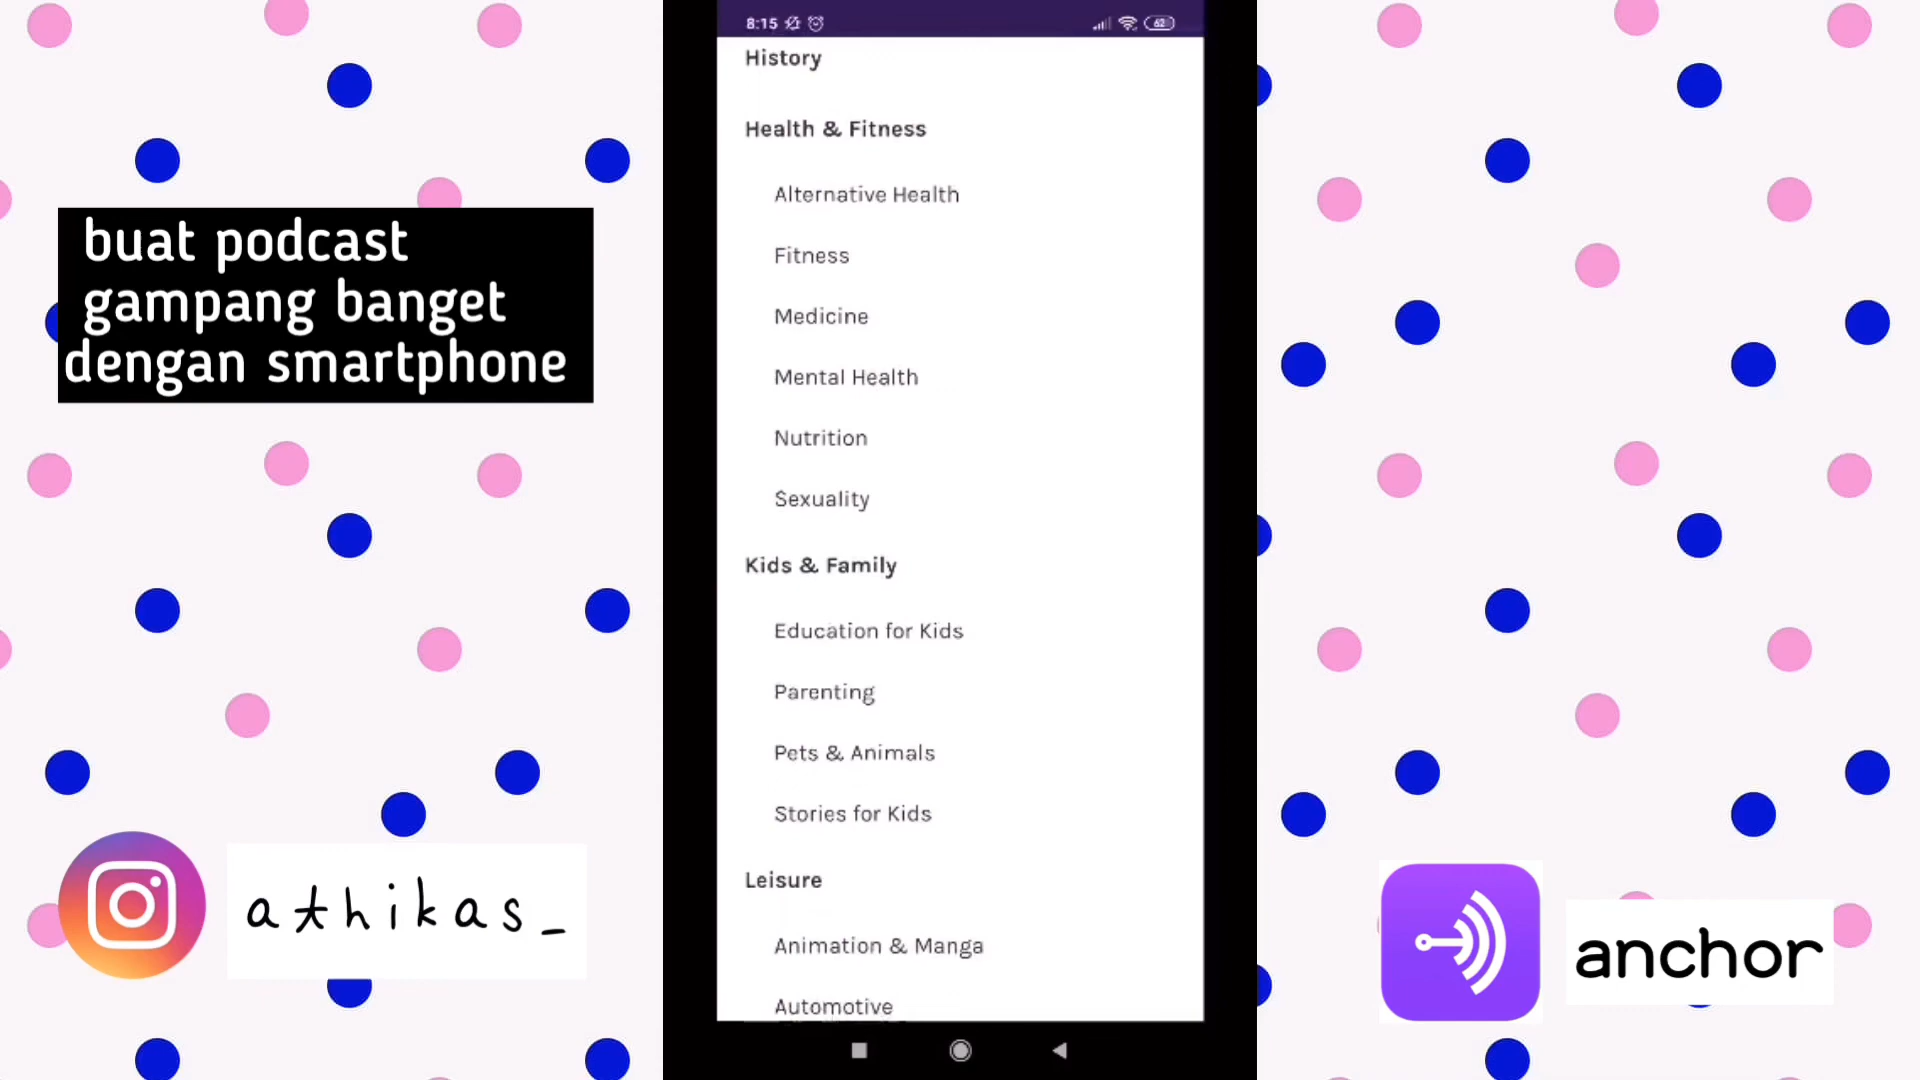 buat podcast
gampang banget
dengan smartphone
athikas_
8:15
62
History
Health & Fitness
Alternative Health
Fitness
Medicine
Mental Health
Nutrition
Sexuality
Kids & Family
Education for Kids
Parenting
Pets & Animals
Stories for Kids
Leisure
Animation & Manga
Automotive
anchor